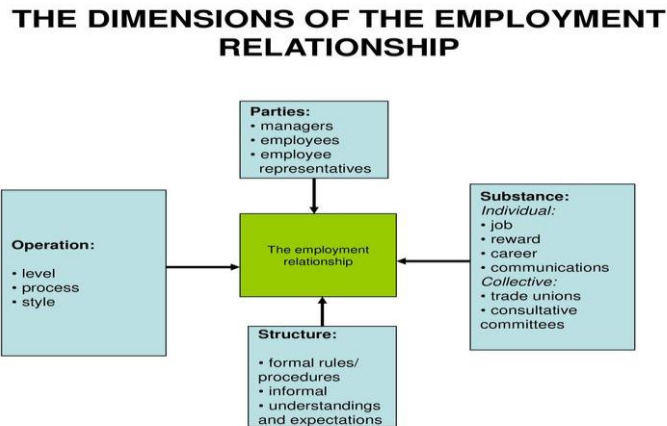 THE DIMENSIONS OF THE EMPLOYMENT
RELATIONSHIP
Parties:
• managers
• employees
• employee
representatives
Operation:
• level
• process
• style
The employment
relationship
Substance:
Individual:
• job
• reward
• career
• communications
Collective:
• trade unions
• consultative
committees
Structure:
• formal rules/
procedures
• informal
• understandings
and expectations